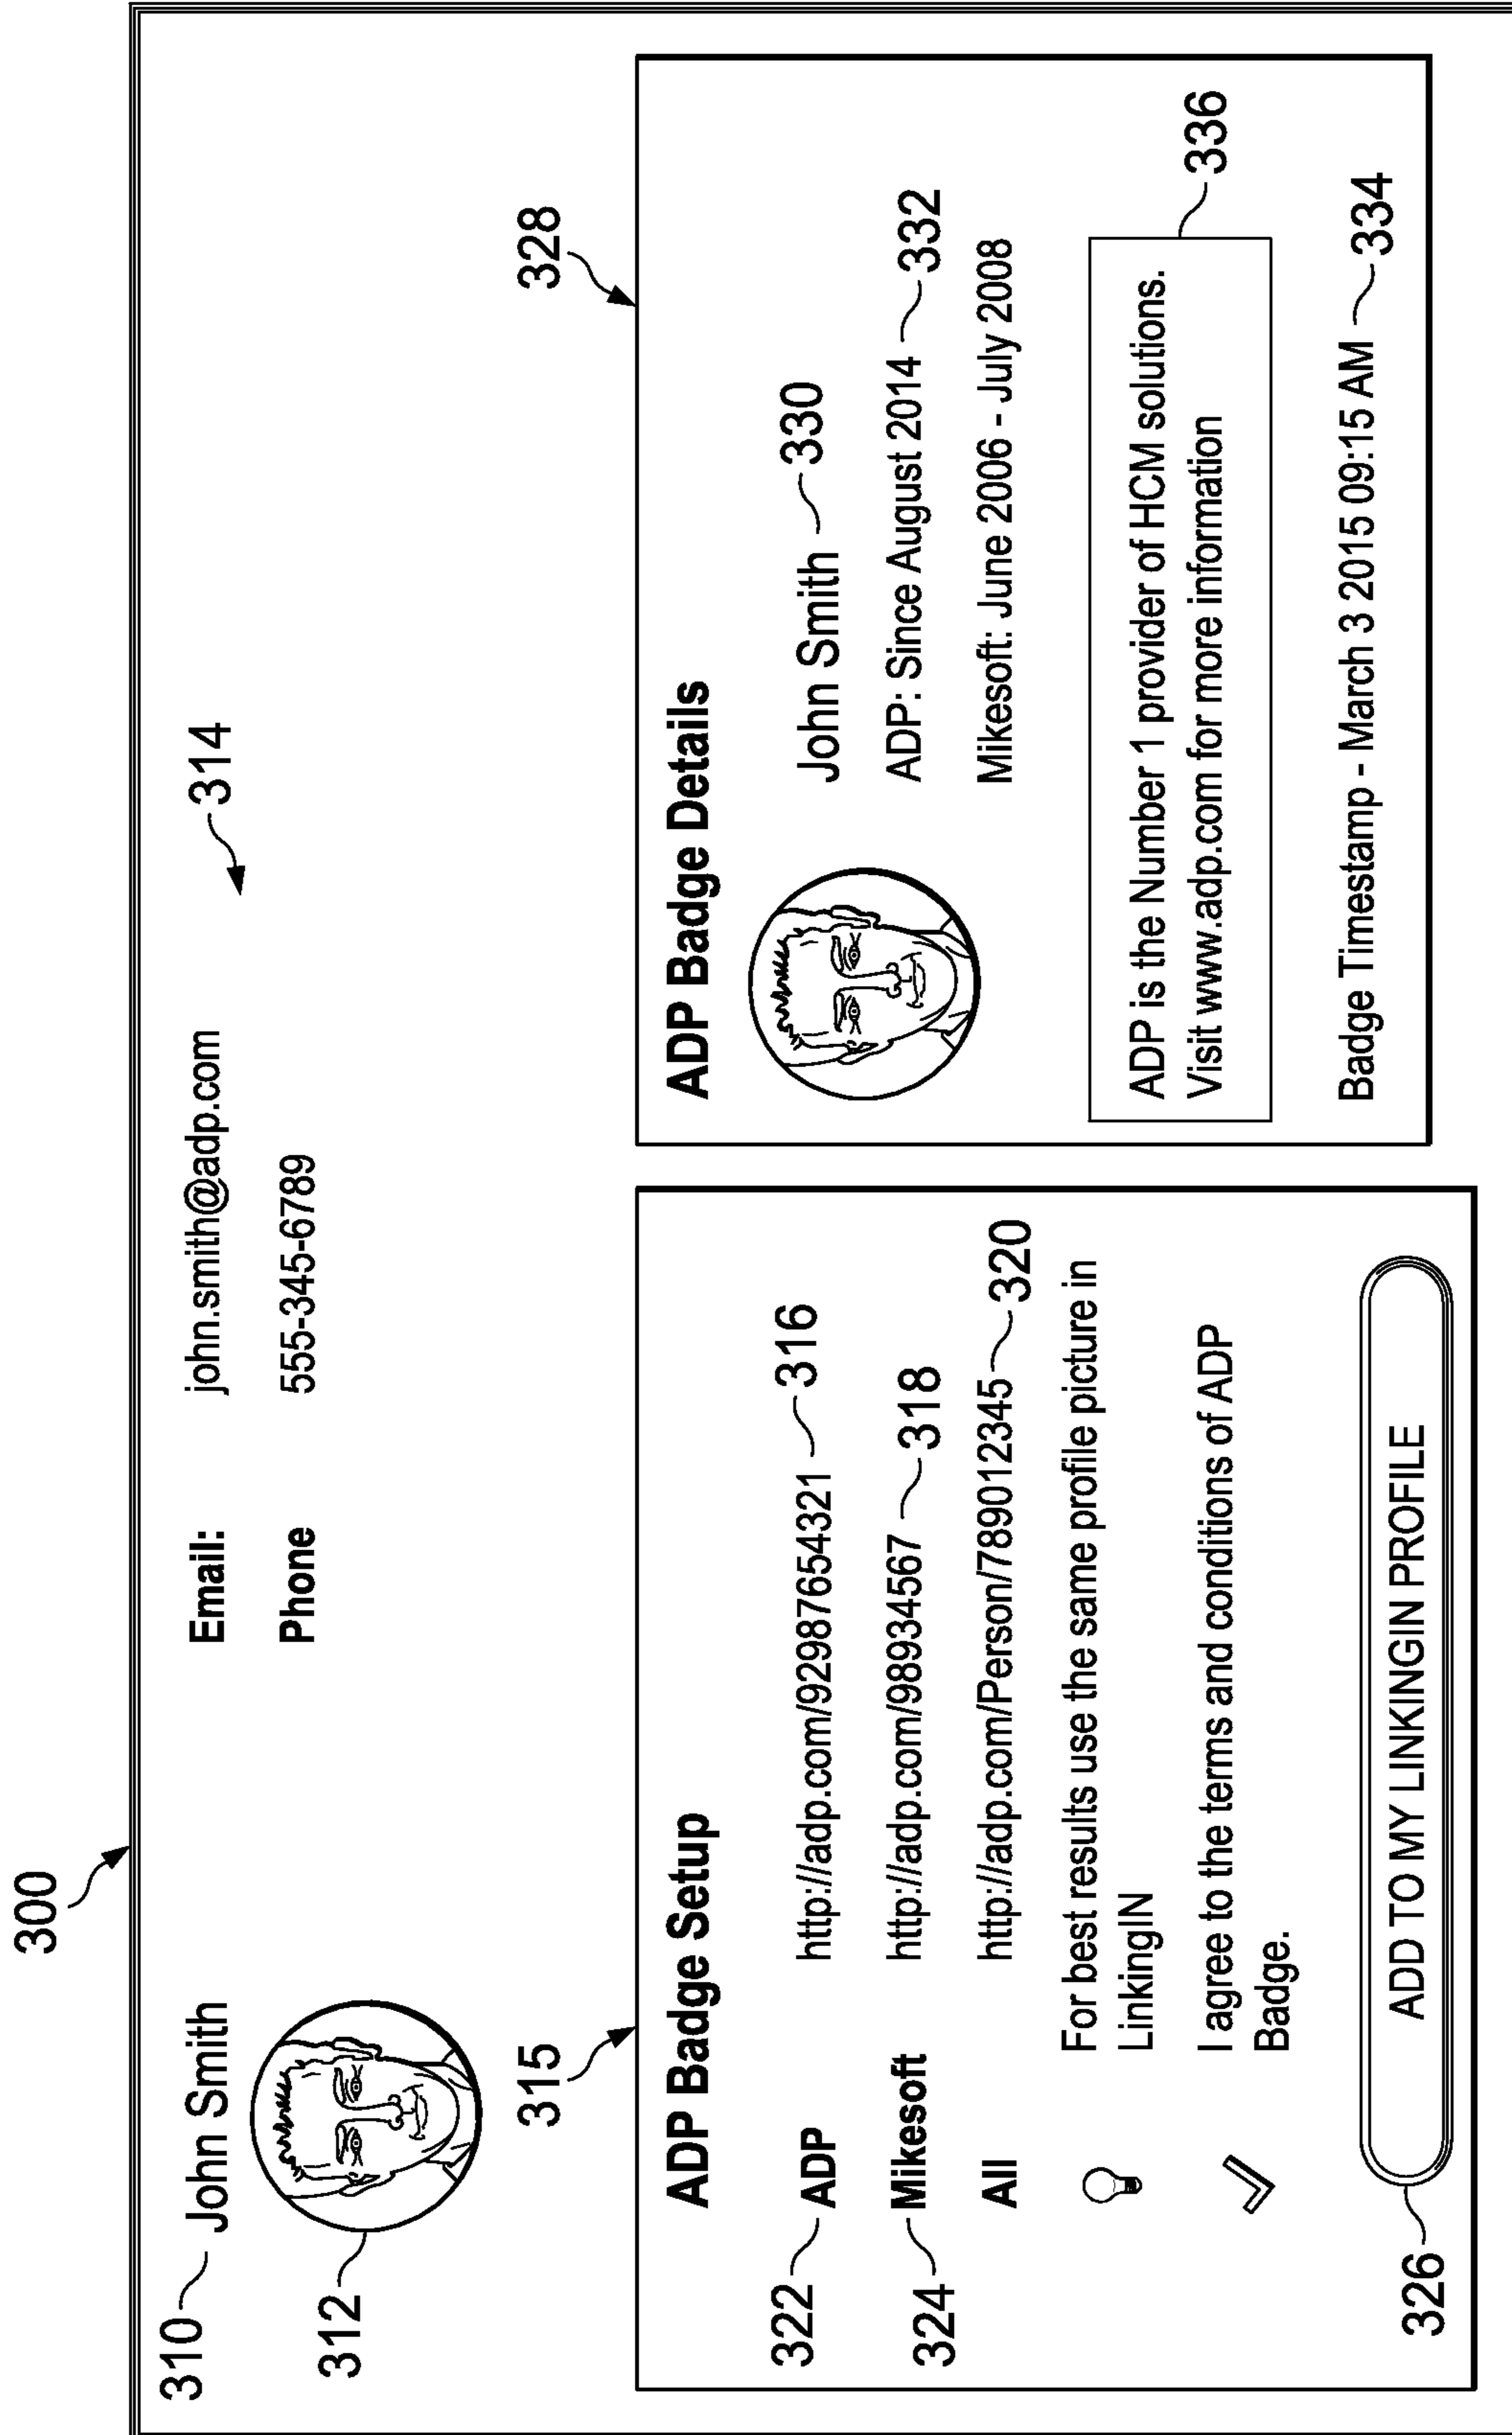 300
310 John Smith
312
Email: john.smith@adp.com
Phone 555-345-6789
314
315
ADP Badge Setup
322 ADP http://adp.com/92987654321 316
324 Mikesoft http://adp.com/98934567 318
All http://adp.com/Person/789012345 320
For best results use the same profile picture in
LinkingIN
I agree to the terms and conditions of ADP
Badge.
326 ADD TO MY LINKINGIN PROFILE
328
ADP Badge Details
John Smith 330
ADP: Since August 2014 332
Mikesoft: June 2006 - July 2008
ADP is the Number 1 provider of HCM solutions.
Visit www.adp.com for more information
336
Badge Timestamp - March 3 2015 09:15 AM 334